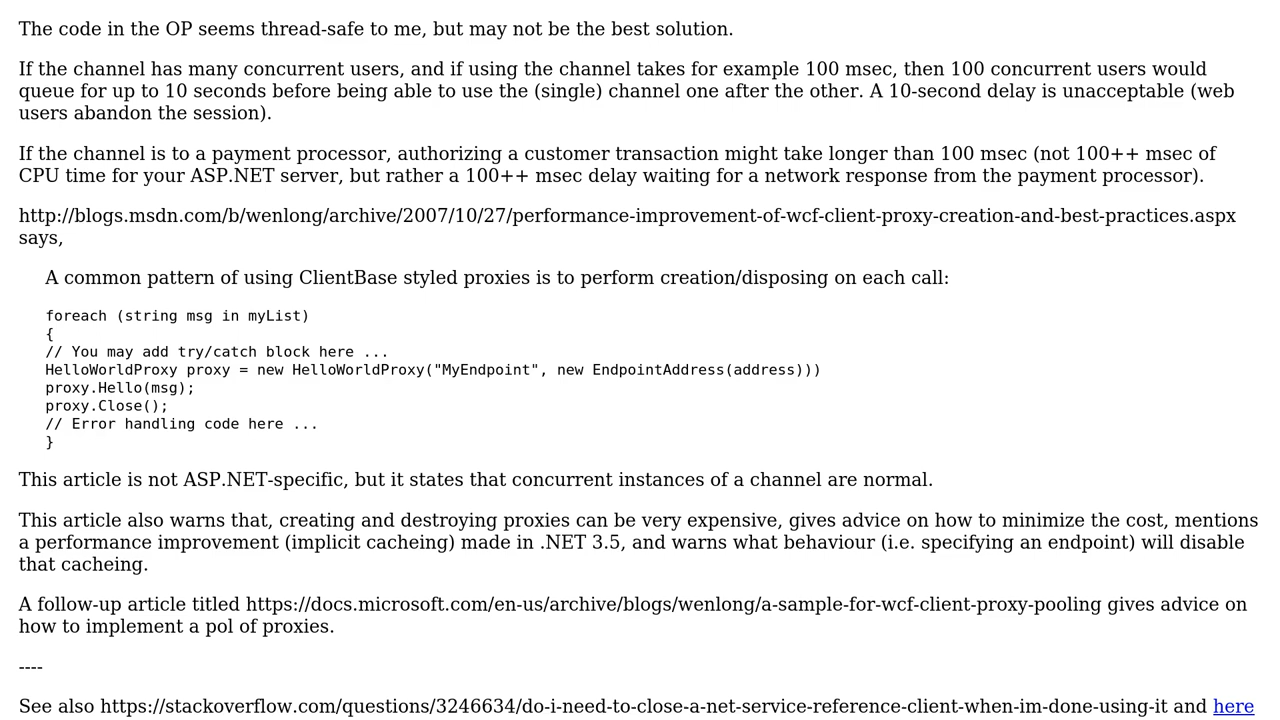 The code in the OP seems thread-safe to me, but may not be the best solution.
If the channel has many concurrent users, and if using the channel takes for example 100 msec, then 100 concurrent users would
queue for up to 10 seconds before being able to use the (single) channel one after the other. A 10-second delay is unacceptable (web
users abandon the session).
If the channel is to a payment processor, authorizing a customer transaction might take longer than 100 msec (not 100++ msec of
CPU time for your ASP.NET server, but rather a 100++ msec delay waiting for a network response from the payment processor).
http://blogs.msdn.com/b/wenlong/archive/2007/10/27/performance-improvement-of-wcf-client-proxy-creation-and-best-practices.aspx
says,
A common pattern of using ClientBase styled proxies is to perform creation/disposing on each call:
foreach (string msg in myList)
{
// You may add try/catch block here ...
HelloWorldProxy proxy = new HelloWorldProxy("MyEndpoint", new EndpointAddress(address)))
proxy.Hello(msg);
proxy.Close();
// Error handling code here ...
}
This article is not ASP.NET-specific, but it states that concurrent instances of a channel are normal.
This article also warns that, creating and destroying proxies can be very expensive, gives advice on how to minimize the cost, mentions
a performance improvement (implicit cacheing) made in .NET 3.5, and warns what behaviour (i.e. specifying an endpoint) will disable
that cacheing.
A follow-up article titled https://docs.microsoft.com/en-us/archive/blogs/wenlong/a-sample-for-wcf-client-proxy-pooling gives advice on
how to implement a pol of proxies.
----
See also https://stackoverflow.com/questions/3246634/do-i-need-to-close-a-net-service-reference-client-when-im-done-using-it and here